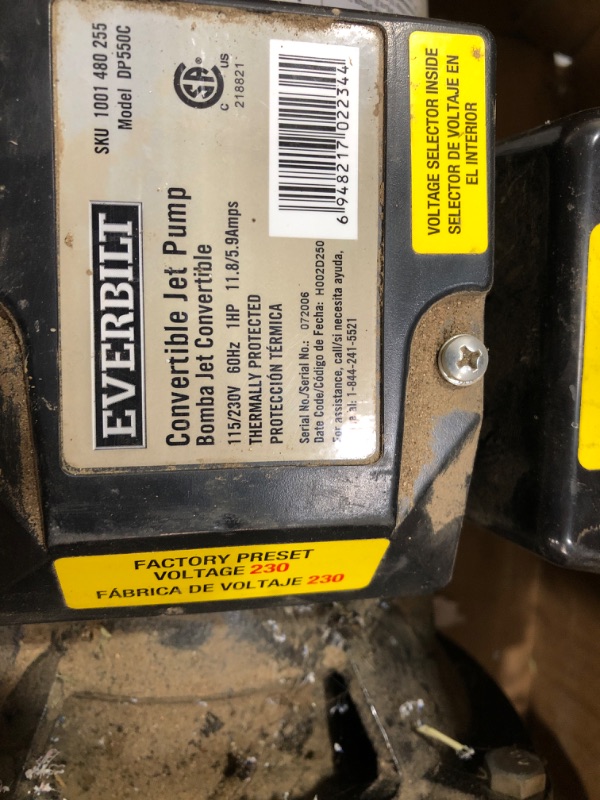 SKU 1001 480 255
Model DP550C
EVERBILT
Convertible Jet Pump
Bomba Jet Convertible
115/230V 60Hz 1HP 11.8/5.9Amps
THERMALLY PROTECTED
PROTECCIÓN TÉRMICA
Serial No./Serial No.: 072006
Date Code/Código de Fecha: H002D250
For assistance, call/si necesita ayuda,
al: 1-844-241-5521
SA
C US
218821
6 948217 022344
VOLTAGE SELECTOR INSIDE
SELECTOR DE VOLTAJE EN
EL INTERIOR
FACTORY PRESET
VOLTAGE 230
FÁBRICA DE VOLTAJE 230